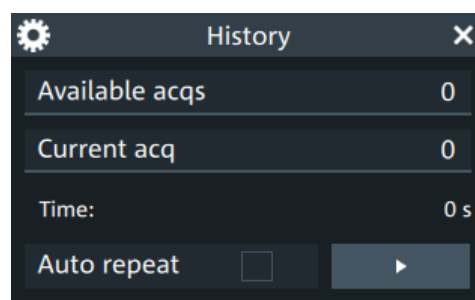 History
Available acqs 0
Current acq 0
Time: 0 s
Auto repeat